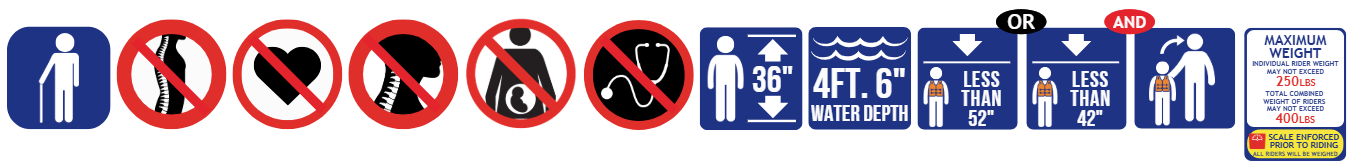 36"
4FT. 6"
WATER DEPTH
LESS
THAN
52"
OR
LESS
THAN
42"
AND
MAXIMUM
WEIGHT
INDIVIDUAL RIDER WEIGHT
MAY NOT EXCEED
250LBS
TOTAL COMBINED
WEIGHT OF RIDERS
MAY NOT EXCEED
400LBS
SCALE ENFORCED
PRIOR TO RIDING
ALL RIDERS WILL BE WEIGHED